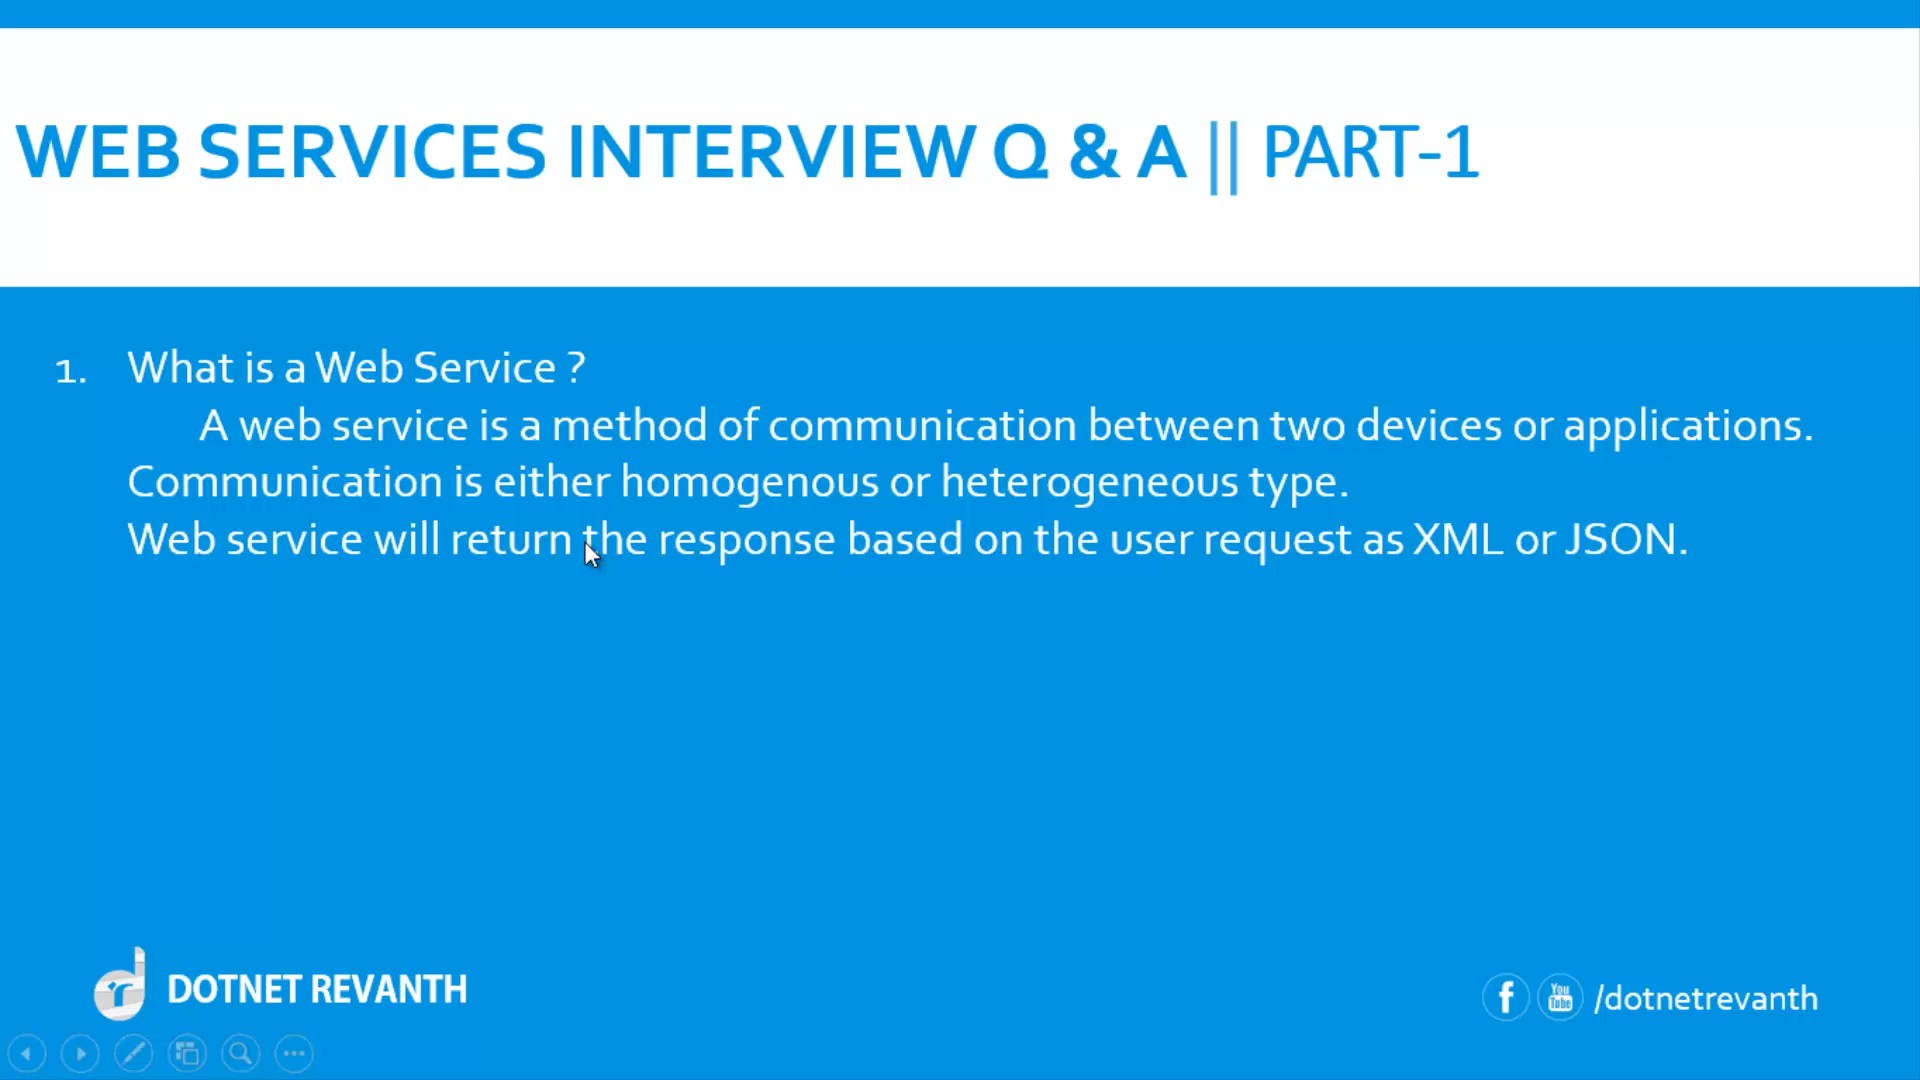 WEB SERVICES INTERVIEW Q & A || PART-1
1. What is a Web Service ?
A web service is a method of communication between two devices or applications.
Communication is either homogenous or heterogeneous type.
Web service will return the response based on the user request as XML or JSON.
DOTNET REVANTH
f You Tube /dotnetrevanth